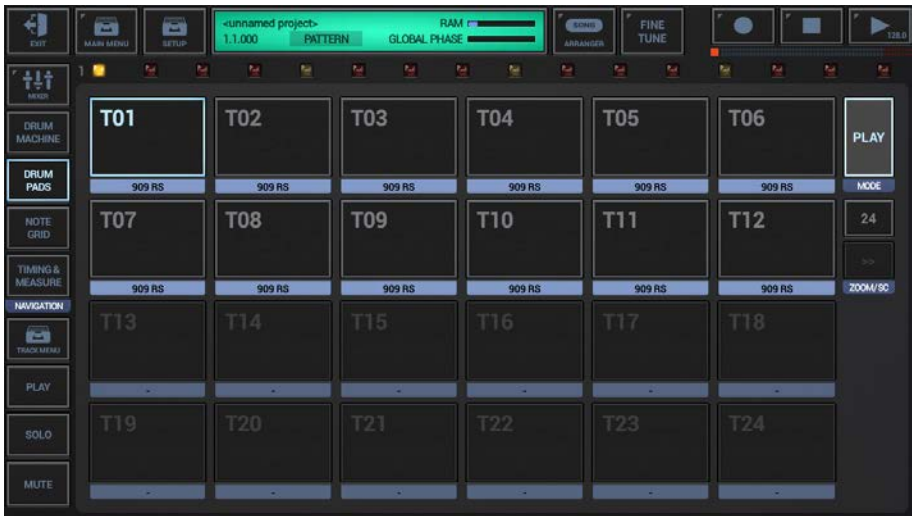 EXIT
MAIN MENU
SETUP
<unnamed project>
RAM
1.1.000
PATTERN
GLOBAL PHASE
SONG
ARRANGER
FINE
TUNE
128.0
MIXER
1
DRUM
MACHINE
DRUM
PADS
NOTE
GRID
TIMING &
MEASURE
NAVIGATION
TRACK MENU
PLAY
SOLO
MUTE
T01 T02 T03 T04 T05 T06
909 RS 909 RS 909 RS 909 RS 909 RS 909 RS
T07 T08 T09 T10 T11 T12
909 RS 909 RS 909 RS 909 RS 909 RS 909 RS
T13 T14 T15 T16 T17 T18
- - - - - -
T19 T20 T21 T22 T23 T24
- - - - - -
PLAY
MODE
24
>>
ZOOM/SC